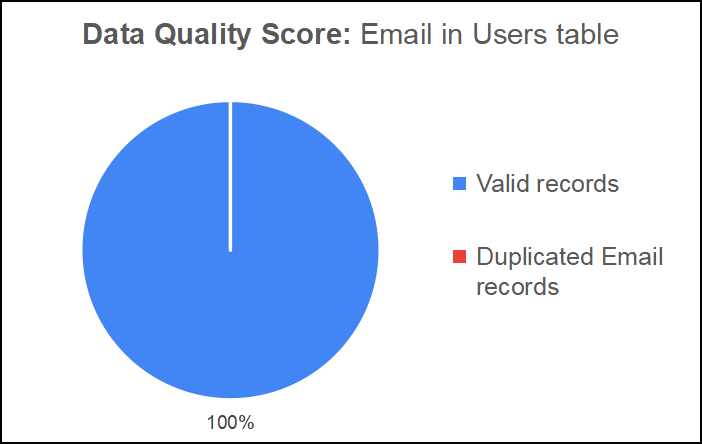 Data Quality Score: Email in Users table
Valid records
Duplicated Email
records
100%